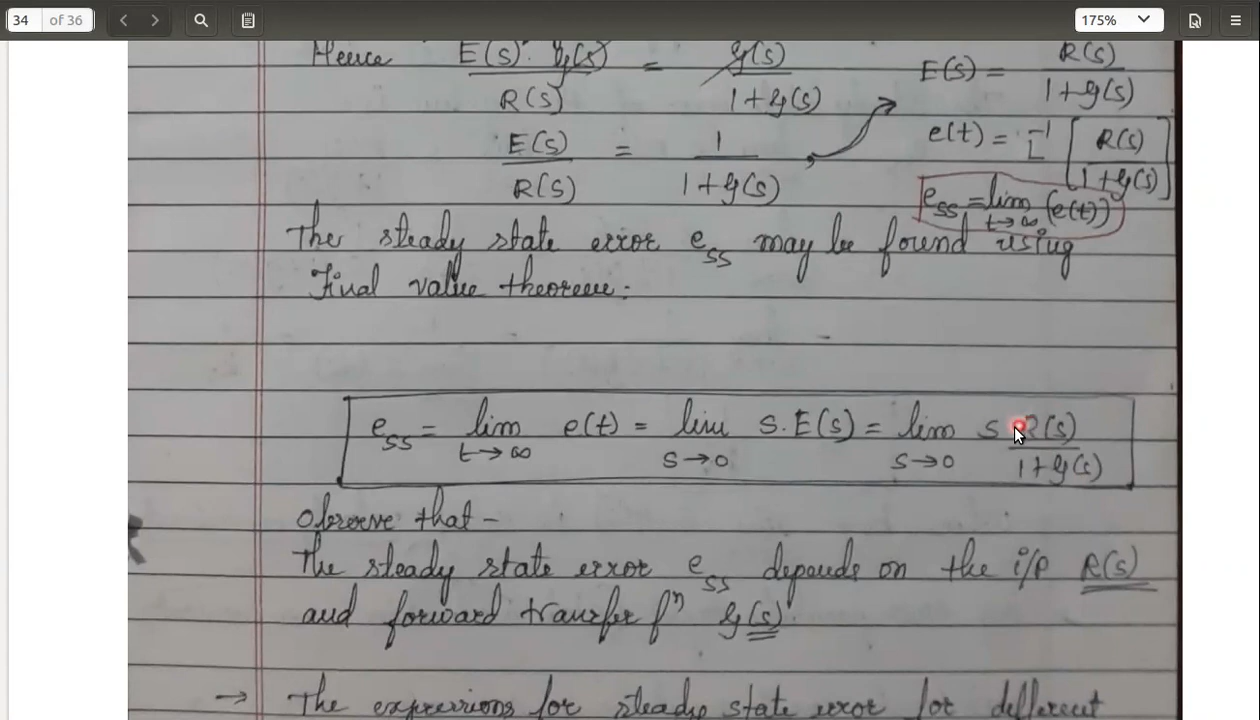 34 of 36
175%
Hence E(s). G(s) / R(s) = G(s) / 1+G(s)
E(s) = R(s) / 1+G(s)
E(s) / R(s) = 1 / 1+G(s),
e(t) = L⁻¹ [R(s) / 1+G(s)]
ess = lim t→∞ (e(t))
The steady state error ess may be found using
Final value theorem:
ess = lim t→∞ e(t) = lim s→0 s.E(s) = lim s→0 s R(s) / 1+G(s)
Observe that –
The steady state error ess depends on the i/p R(s)
and forward transfer fⁿ G(s)
→ The expressions for steady state error for different